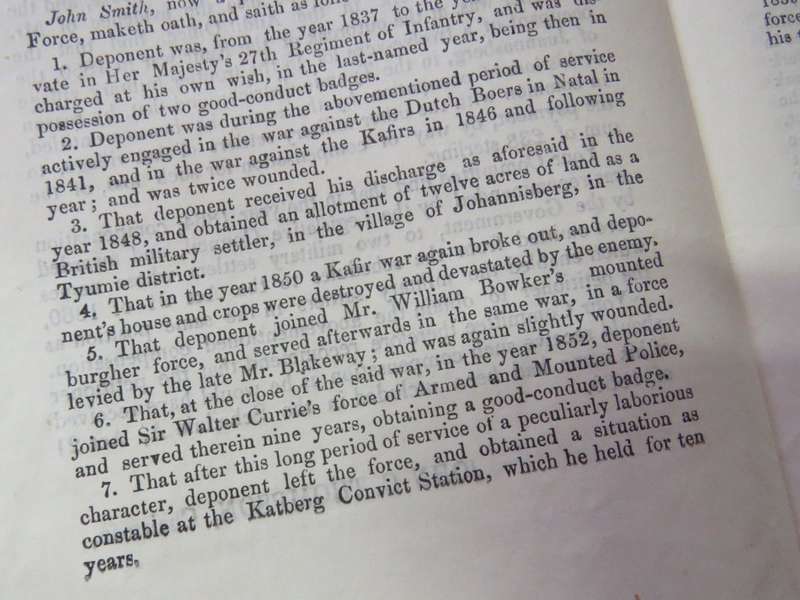 John Smith, now a
Force, maketh oath, and saith as
1. Deponent was, from the year 1837 to the
vate in Her Majesty's 27th Regiment of Infantry, and was dis-
charged at his own wish, in the last-named year, being then in
possession of two good-conduct badges.
2. Deponent was during the abovementioned period of service
actively engaged in the war against the Dutch Boers in Natal in
1841, and in the war against the Kafirs in 1846 and following
year; and was twice wounded.
3. That deponent received his discharge as aforesaid in the
year 1848, and obtained an allotment of twelve acres of land as a
British military settler, in the village of Johannisberg, in the
Tyumie district.
4. That in the year 1850 a Kafir war again broke out, and depo-
nent's house and crops were destroyed and devastated by the enemy.
5. That deponent joined Mr. William Bowker's mounted
burgher force, and served afterwards in the same war, in a force
levied by the late Mr. Blakeway; and was again slightly wounded.
6. That, at the close of the said war, in the year 1852, deponent
joined Sir Walter Currie's force of Armed and Mounted Police,
and served therein nine years, obtaining a good-conduct badge.
7. That after this long period of service of a peculiarly laborious
character, deponent left the force, and obtained a situation as
constable at the Katberg Convict Station, which he held for ten
years.
force
his